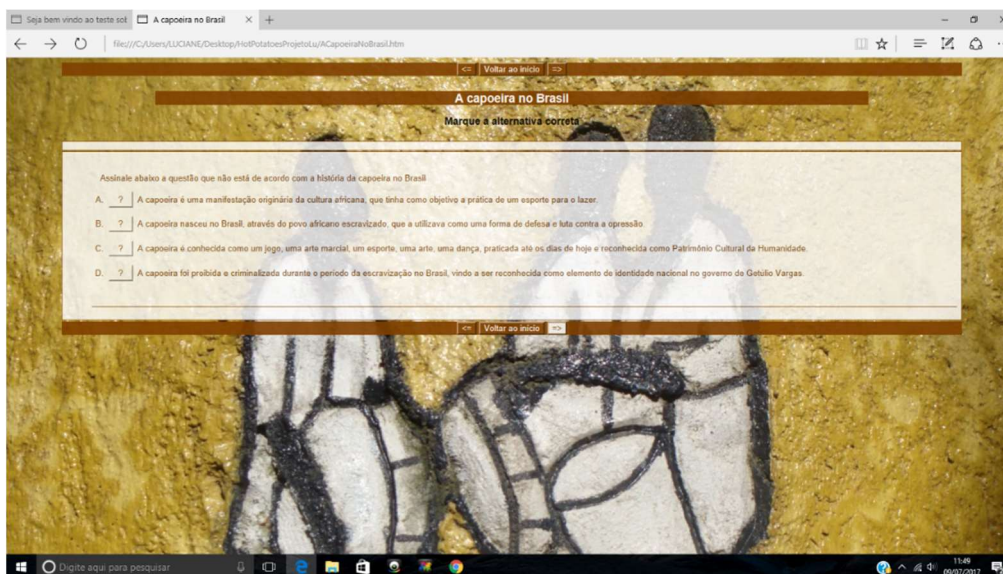 Seja bem vindo ao teste sol
A capoeira no Brasil
file:///C:/Users/LUCIANE/Desktop/HotPotatoesProjetoLu/ACapoeiraNoBrasil.htm
<= Voltar ao início =>
A capoeira no Brasil
Marque a alternativa correta
Assinale abaixo a questão que não está de acordo com a história da capoeira no Brasil
A. ? A capoeira é uma manifestação originária da cultura africana, que tinha como objetivo a prática de um esporte para o lazer.
B. ? A capoeira nasceu no Brasil, através do povo africano escravizado, que a utilizava como uma forma de defesa e luta contra a opressão.
C. ? A capoeira é conhecida como um jogo, uma arte marcial, um esporte, uma arte, uma dança, praticada até os dias de hoje e reconhecida como Patrimônio Cultural da Humanidade.
D. ? A capoeira foi proibida e criminalizada durante o período da escravização no Brasil, vindo a ser reconhecida como elemento de identidade nacional no governo de Getúlio Vargas.
<= Voltar ao início =>
Digite aqui para pesquisar
11:49
09/07/2017